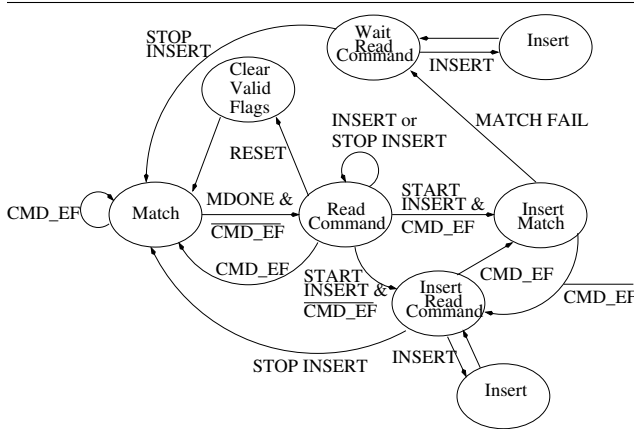 STOP
INSERT
Wait
Read
Command
Insert
INSERT
Clear
Valid
Flags
INSERT or
STOP INSERT
MATCH FAIL
RESET
CMD_EF
Match
MDONE &
CMD_EF
Read
Command
START
INSERT &
CMD_EF
Insert
Match
CMD_EF
START
INSERT &
CMD_EF
Insert
Read
Command
CMD_EF
CMD_EF
STOP INSERT
INSERT
Insert